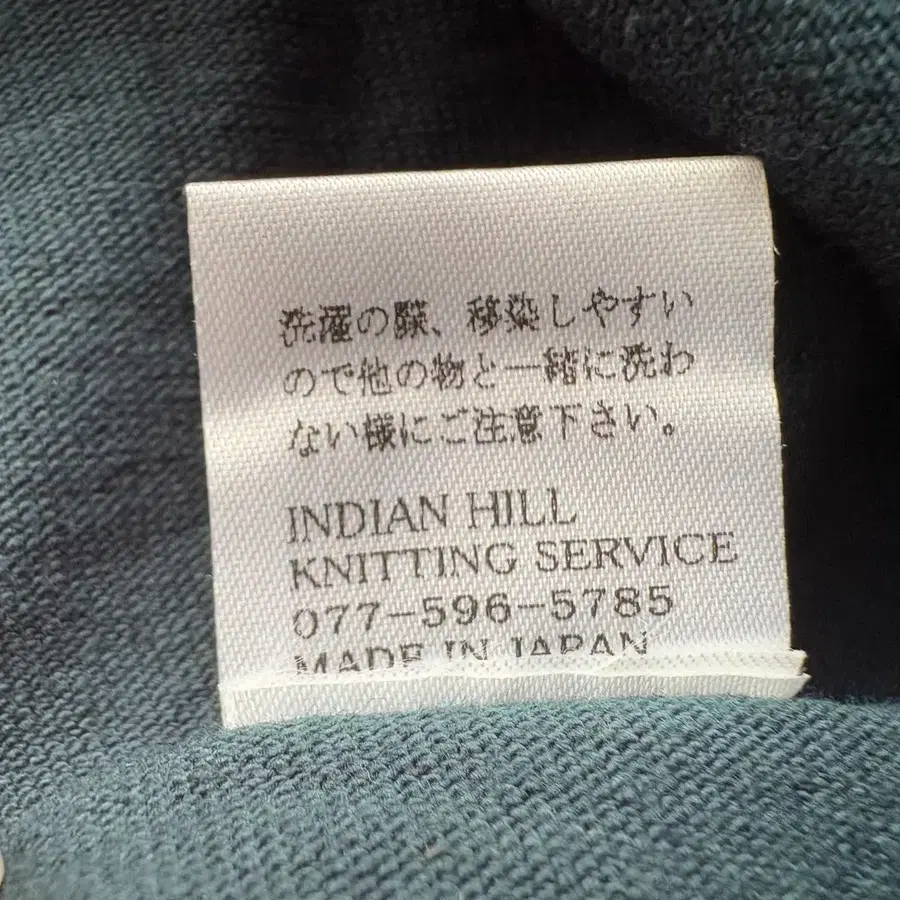 洗濯の際、移染しやすい
ので他の物と一緒に洗わ
ない様にご注意下さい。
INDIAN HILL
KNITTING SERVICE
077-596-5785
MADE IN JAPAN